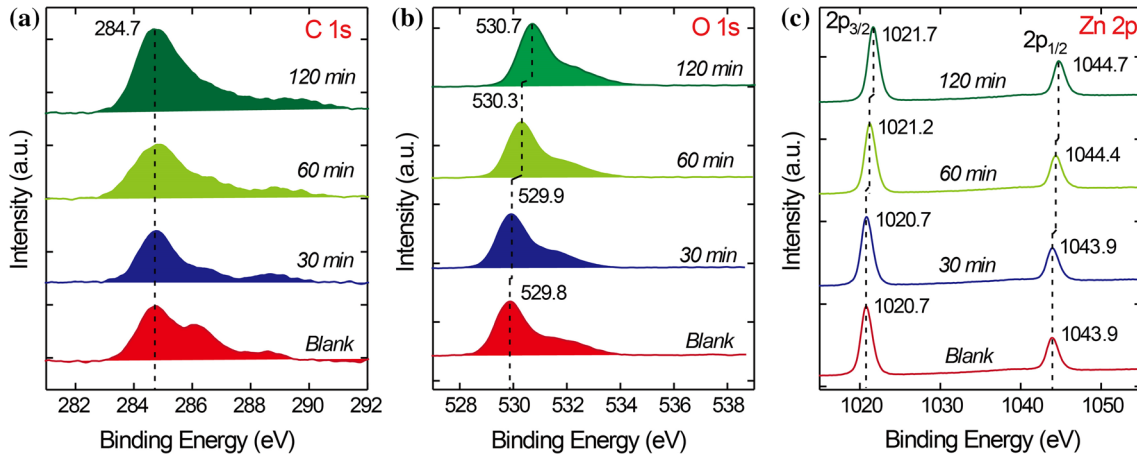 (a)
C 1s
284.7
120 min
60 min
30 min
Blank
Intensity (a.u.)
282 284 286 288 290 292
Binding Energy (eV)
(b)
O 1s
530.7
120 min
530.3
60 min
529.9
30 min
529.8
Blank
Intensity (a.u.)
528 530 532 534 536 538
Binding Energy (eV)
(c)
Zn 2p
2p3/2
1021.7
2p1/2
120 min
1044.7
1021.2
60 min
1044.4
1020.7
30 min
1043.9
1020.7
Blank
1043.9
Intensity (a.u.)
1020 1030 1040 1050
Binding Energy (eV)